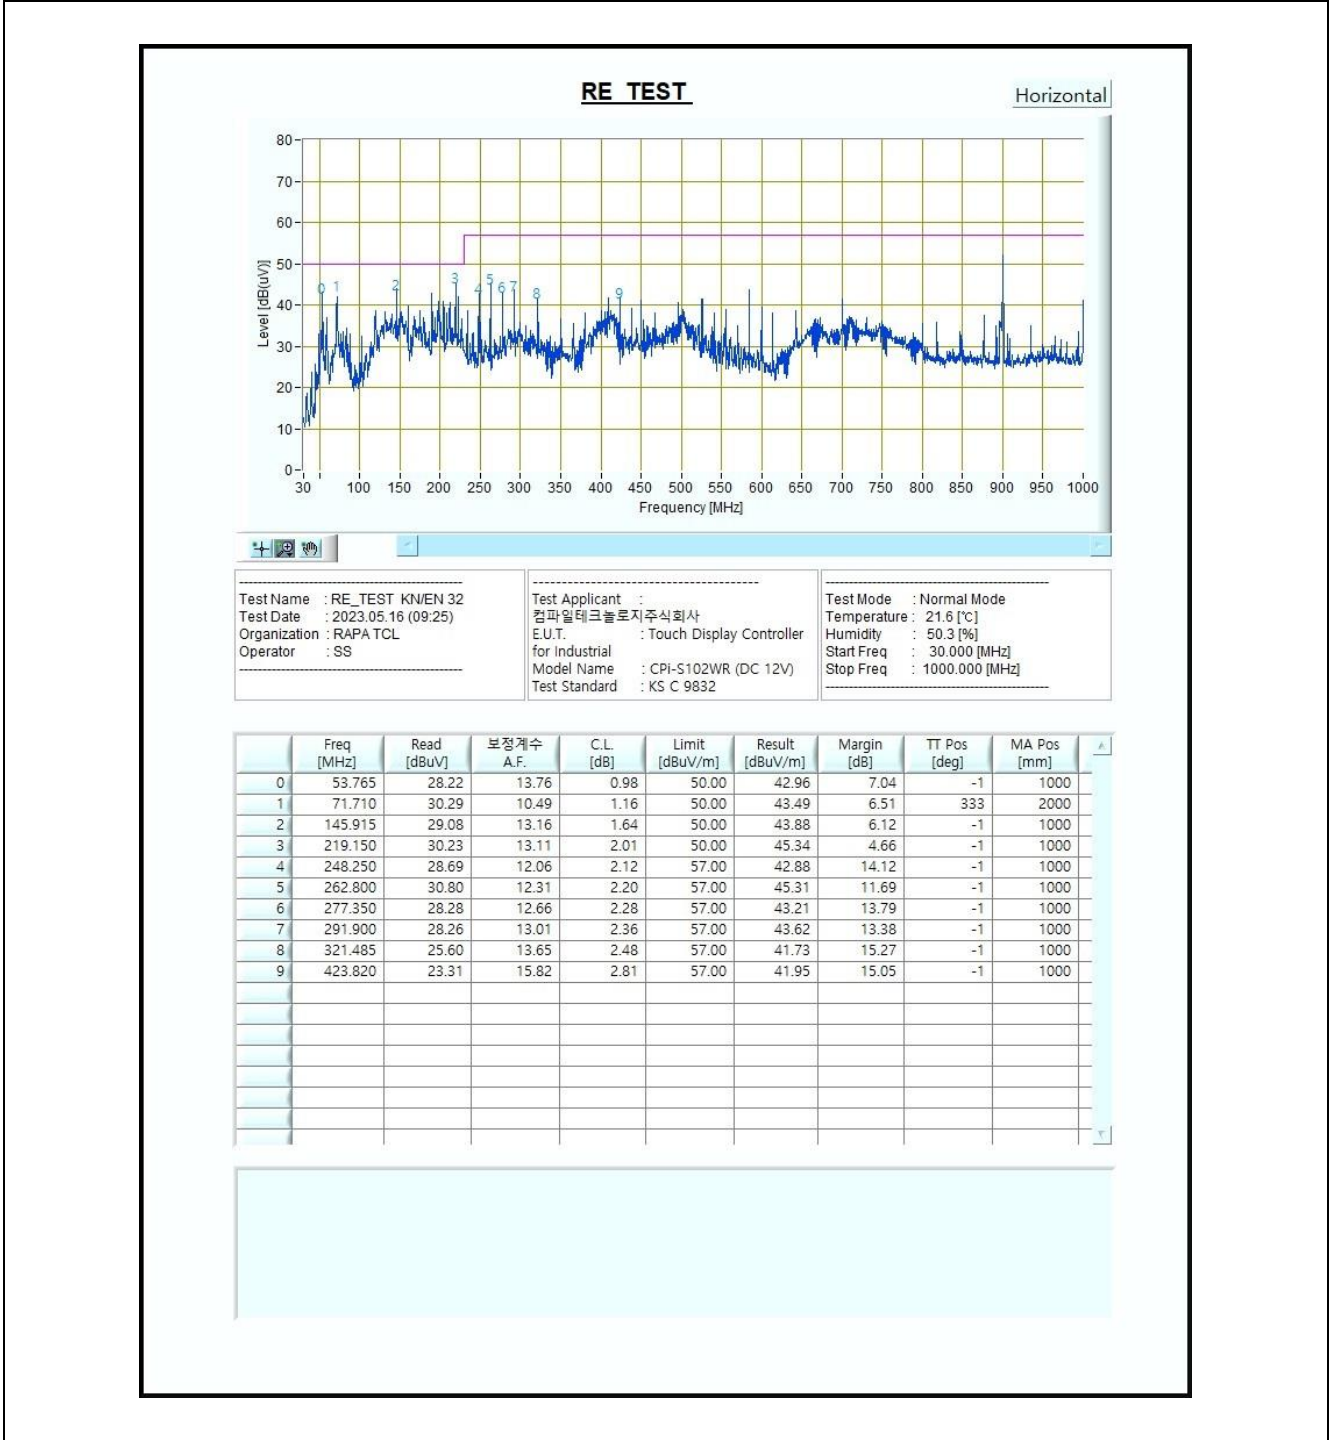 RE TEST
Horizontal
80
70
60
50
40
30
20
10
0
Level [dB(uV)]
0 1 2 3 4 5 6 7 8 9
30 100 150 200 250 300 350 400 450 500 550 600 650 700 750 800 850 900 950 1000
Frequency [MHz]
Test Name : RE_TEST KN/EN 32
Test Date : 2023.05.16 (09:25)
Organization : RAPA TCL
Operator : SS
Test Applicant :
컴파일테크놀로지주식회사
E.U.T. : Touch Display Controller
for Industrial
Model Name : CPi-S102WR (DC 12V)
Test Standard : KS C 9832
Test Mode : Normal Mode
Temperature : 21.6 [℃]
Humidity : 50.3 [%]
Start Freq : 30.000 [MHz]
Stop Freq : 1000.000 [MHz]
Freq Read 보정계수 C.L. Limit Result Margin TT Pos MA Pos
[MHz] [dBuV] A.F. [dB] [dBuV/m] [dBuV/m] [dB] [deg] [mm]
0 53.765 28.22 13.76 0.98 50.00 42.96 7.04 -1 1000
1 71.710 30.29 10.49 1.16 50.00 43.49 6.51 333 2000
2 145.915 29.08 13.16 1.64 50.00 43.88 6.12 -1 1000
3 219.150 30.23 13.11 2.01 50.00 45.34 4.66 -1 1000
4 248.250 28.69 12.06 2.12 57.00 42.88 14.12 -1 1000
5 262.800 30.80 12.31 2.20 57.00 45.31 11.69 -1 1000
6 277.350 28.28 12.66 2.28 57.00 43.21 13.79 -1 1000
7 291.900 28.26 13.01 2.36 57.00 43.62 13.38 -1 1000
8 321.485 25.60 13.65 2.48 57.00 41.73 15.27 -1 1000
9 423.820 23.31 15.82 2.81 57.00 41.95 15.05 -1 1000